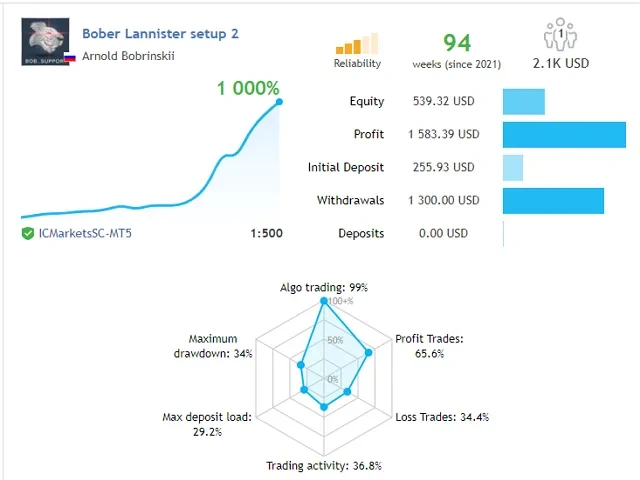 Bober Lannister setup 2
Arnold Bobrinskii
BOB. SUPPORT
Reliability
94
weeks (since 2021)
1
2.1K USD
1 000%
Equity 539.32 USD
Profit 1 583.39 USD
Initial Deposit 255.93 USD
Withdrawals 1 300.00 USD
Deposits 0.00 USD
ICMarketsSC-MT5 1:500
Algo trading: 99%
100+%
Maximum
drawdown: 34%
Profit Trades:
65.6%
50%
0%
Max deposit load:
29.2%
Loss Trades: 34.4%
Trading activity: 36.8%